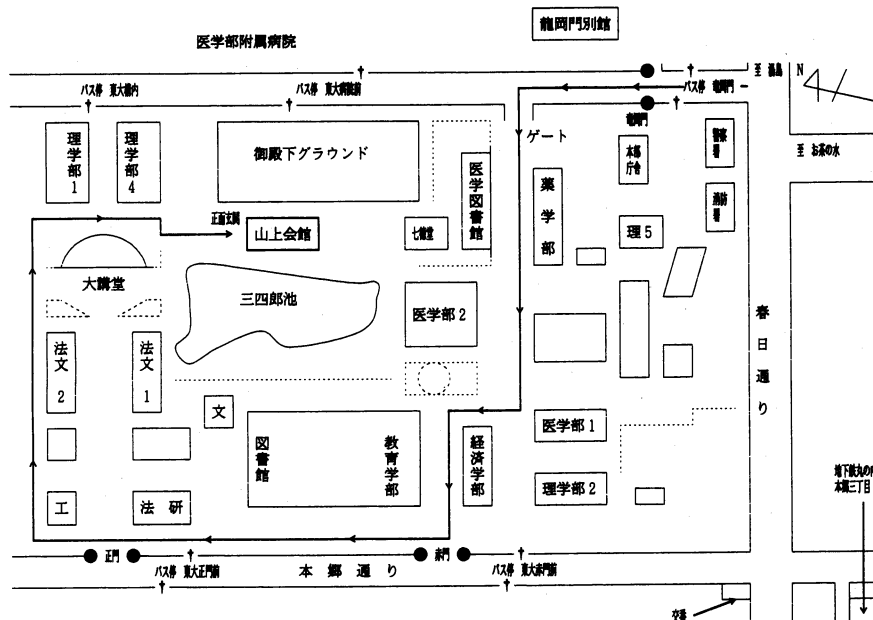 龍岡門別館
医学部附属病院
バス停 東大構内
バス停 東大病院前
バス停 竜岡門
至 湯島
N
竜岡門
ゲート
至 お茶の水
理学部1
理学部4
御殿下グラウンド
医学図書館
薬学部
本部庁舎
警察署
消防署
正面玄関
山上会館
七徳堂
理5
大講堂
三四郎池
医学部2
春日通り
法文2
法文1
文
図書館
教育学部
経済学部
医学部1
理学部2
工
法 研
地下鉄丸の内
本郷三丁目
正門
赤門
バス停 東大正門前
本郷通り
バス停 東大赤門前
交番